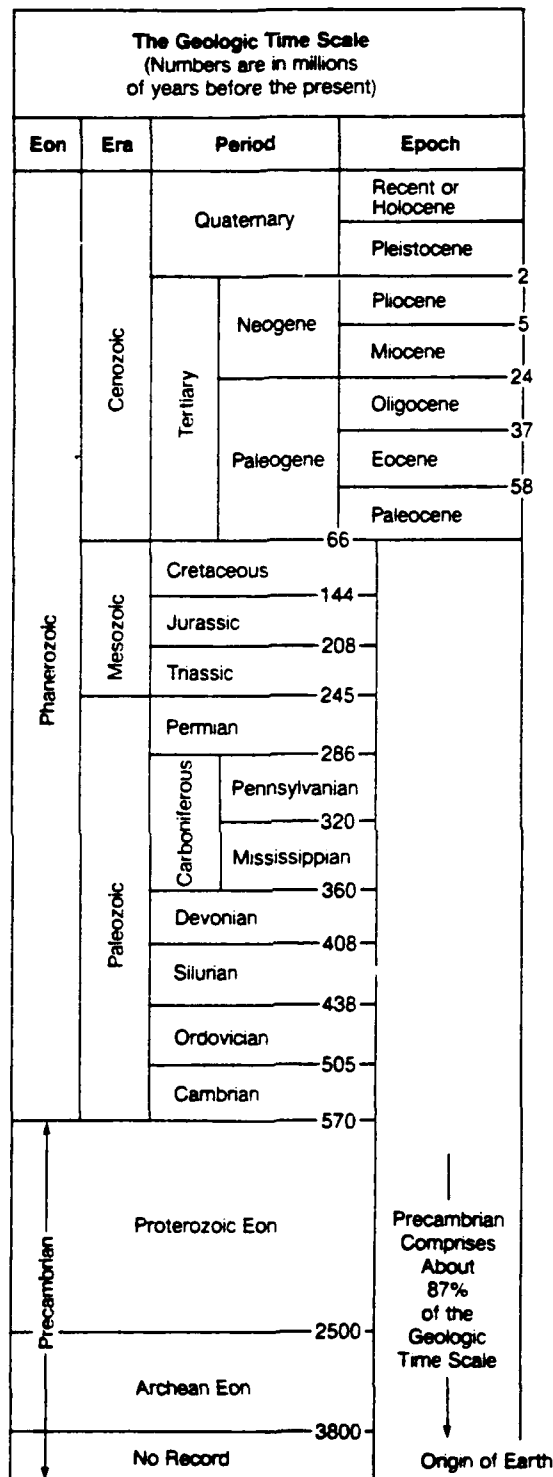 The Geologic Time Scale
(Numbers are in millions
of years before the present)
Eon Era Period Epoch
Phanerozoic
Cenozoic
Quaternary
Recent or
Holocene
Pleistocene
2
Tertiary
Neogene
Pliocene
5
Miocene
24
Paleogene
Oligocene
37
Eocene
58
Paleocene
66
Mesozoic
Cretaceous
144
Jurassic
208
Triassic
245
Paleozoic
Permian
286
Carboniferous
Pennsylvanian
320
Mississippian
360
Devonian
408
Silurian
438
Ordovician
505
Cambrian
570
Precambrian
Proterozoic Eon
2500
Archean Eon
3800
No Record
Precambrian
Comprises
About
87%
of the
Geologic
Time Scale
Origin of Earth